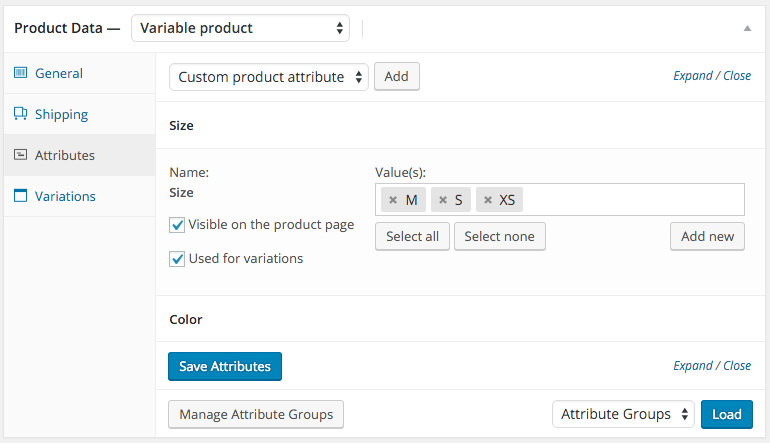 Product Data — Variable product
General
Shipping
Attributes
Variations
Custom product attribute Add Expand / Close
Size
Name: Value(s):
Size × M × S × XS
Visible on the product page
Select all Select none Add new
Used for variations
Color
Save Attributes Expand / Close
Manage Attribute Groups Attribute Groups Load